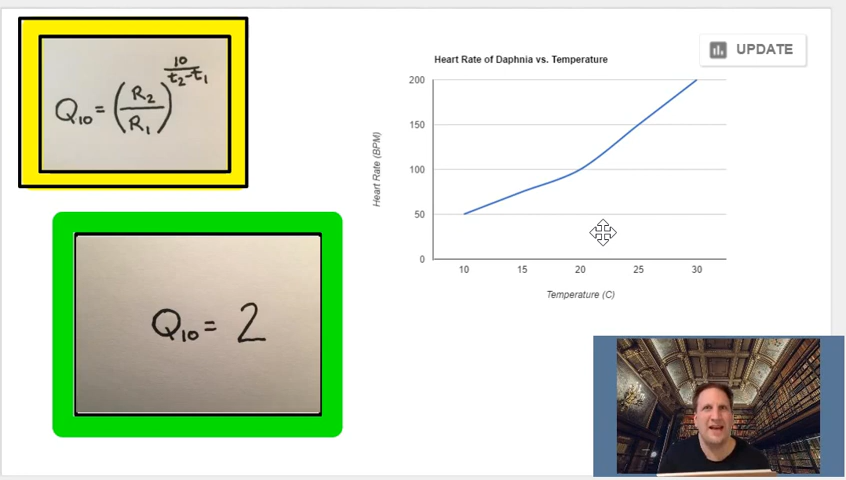 Q10 = (R2/R1)^10/t2-t1
Q10 = 2
UPDATE
Heart Rate of Daphnia vs. Temperature
Heart Rate (BPM)
200
150
100
50
0
10 15 20 25 30
Temperature (C)